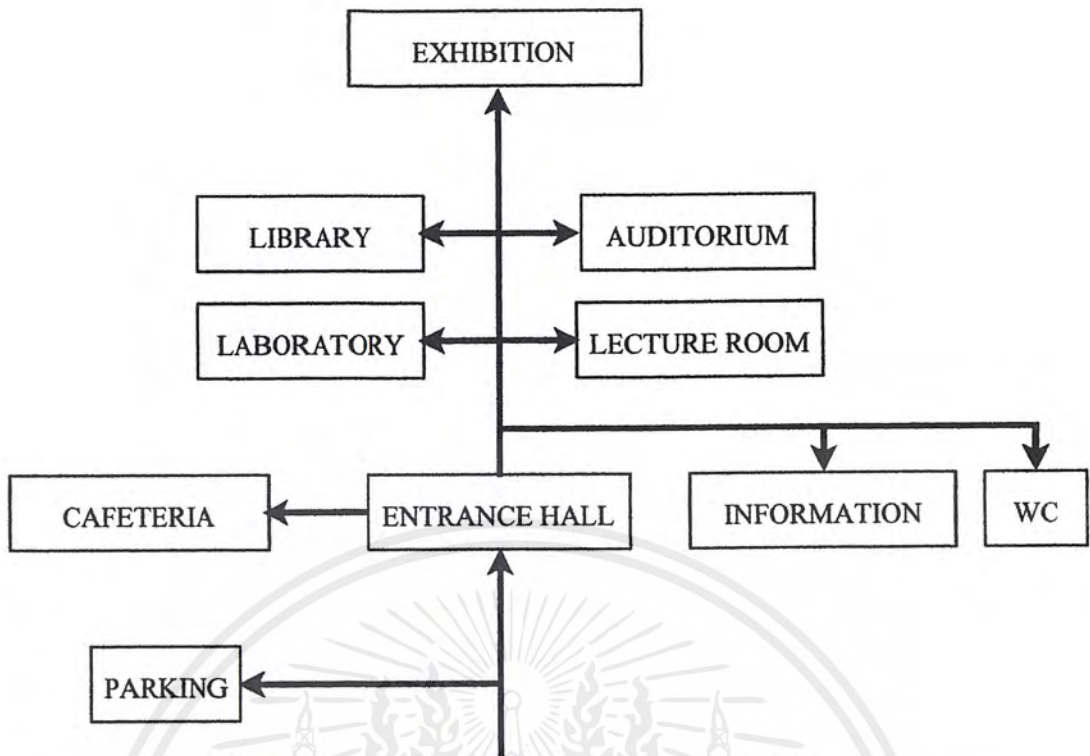 EXHIBITION
LIBRARY
AUDITORIUM
LABORATORY
LECTURE ROOM
CAFETERIA
ENTRANCE HALL
INFORMATION
WC
PARKING